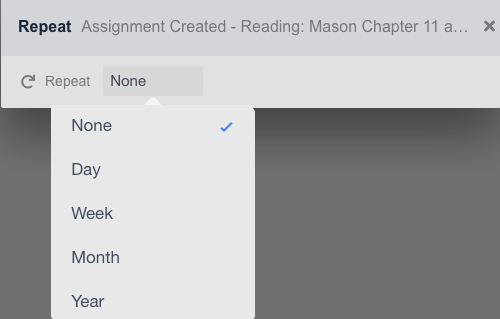 Repeat Assignment Created - Reading: Mason Chapter 11 a...
Repeat None
None
Day
Week
Month
Year